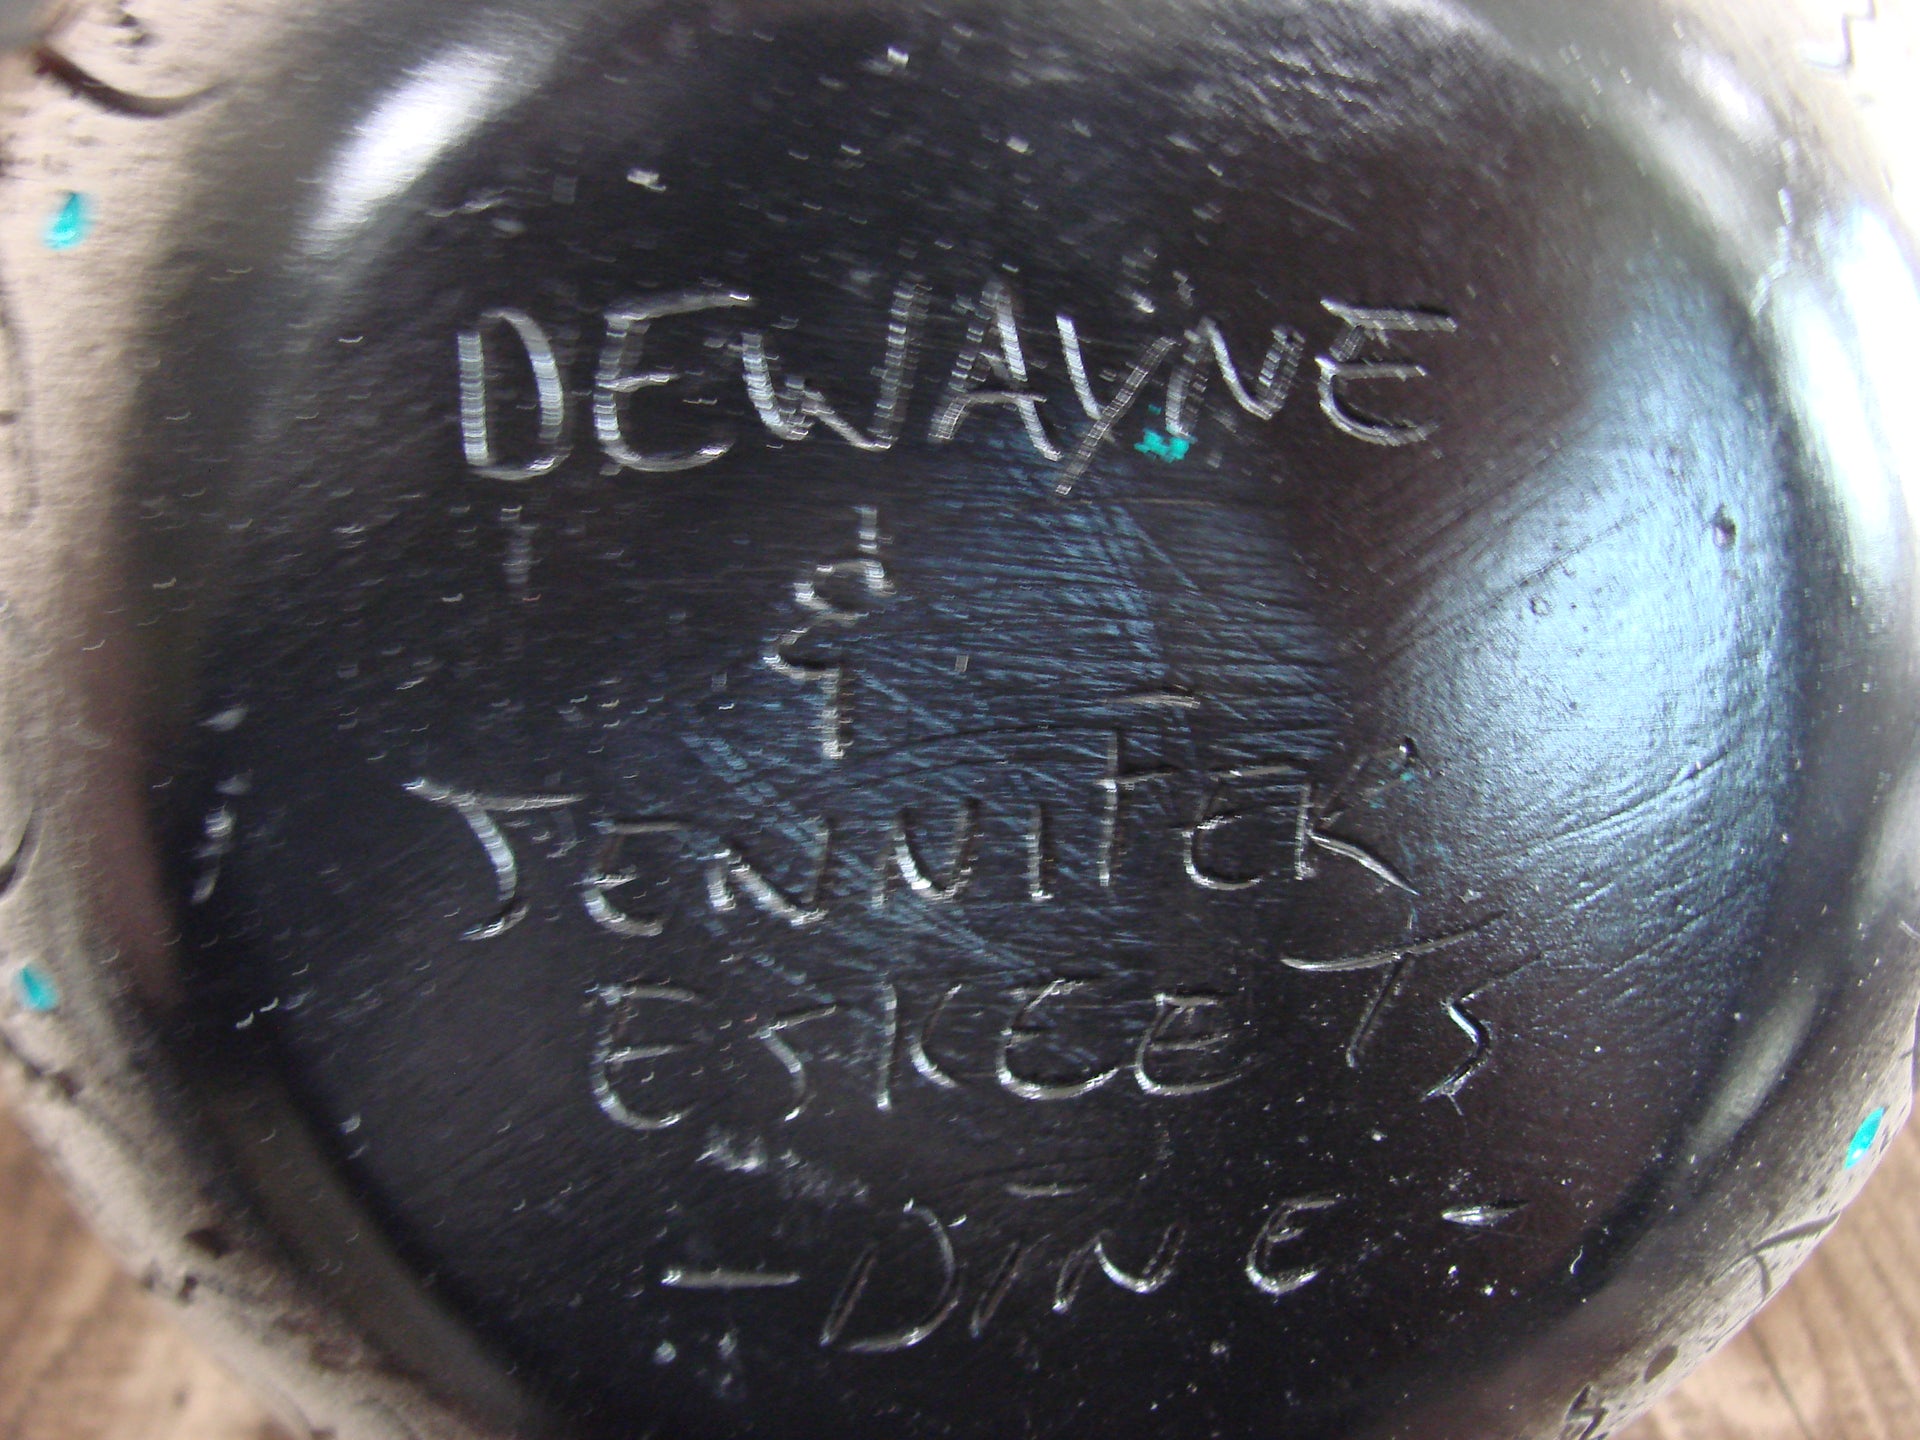 DEWAYNE
&
JENNIFER
ESKEETS
-DINE-